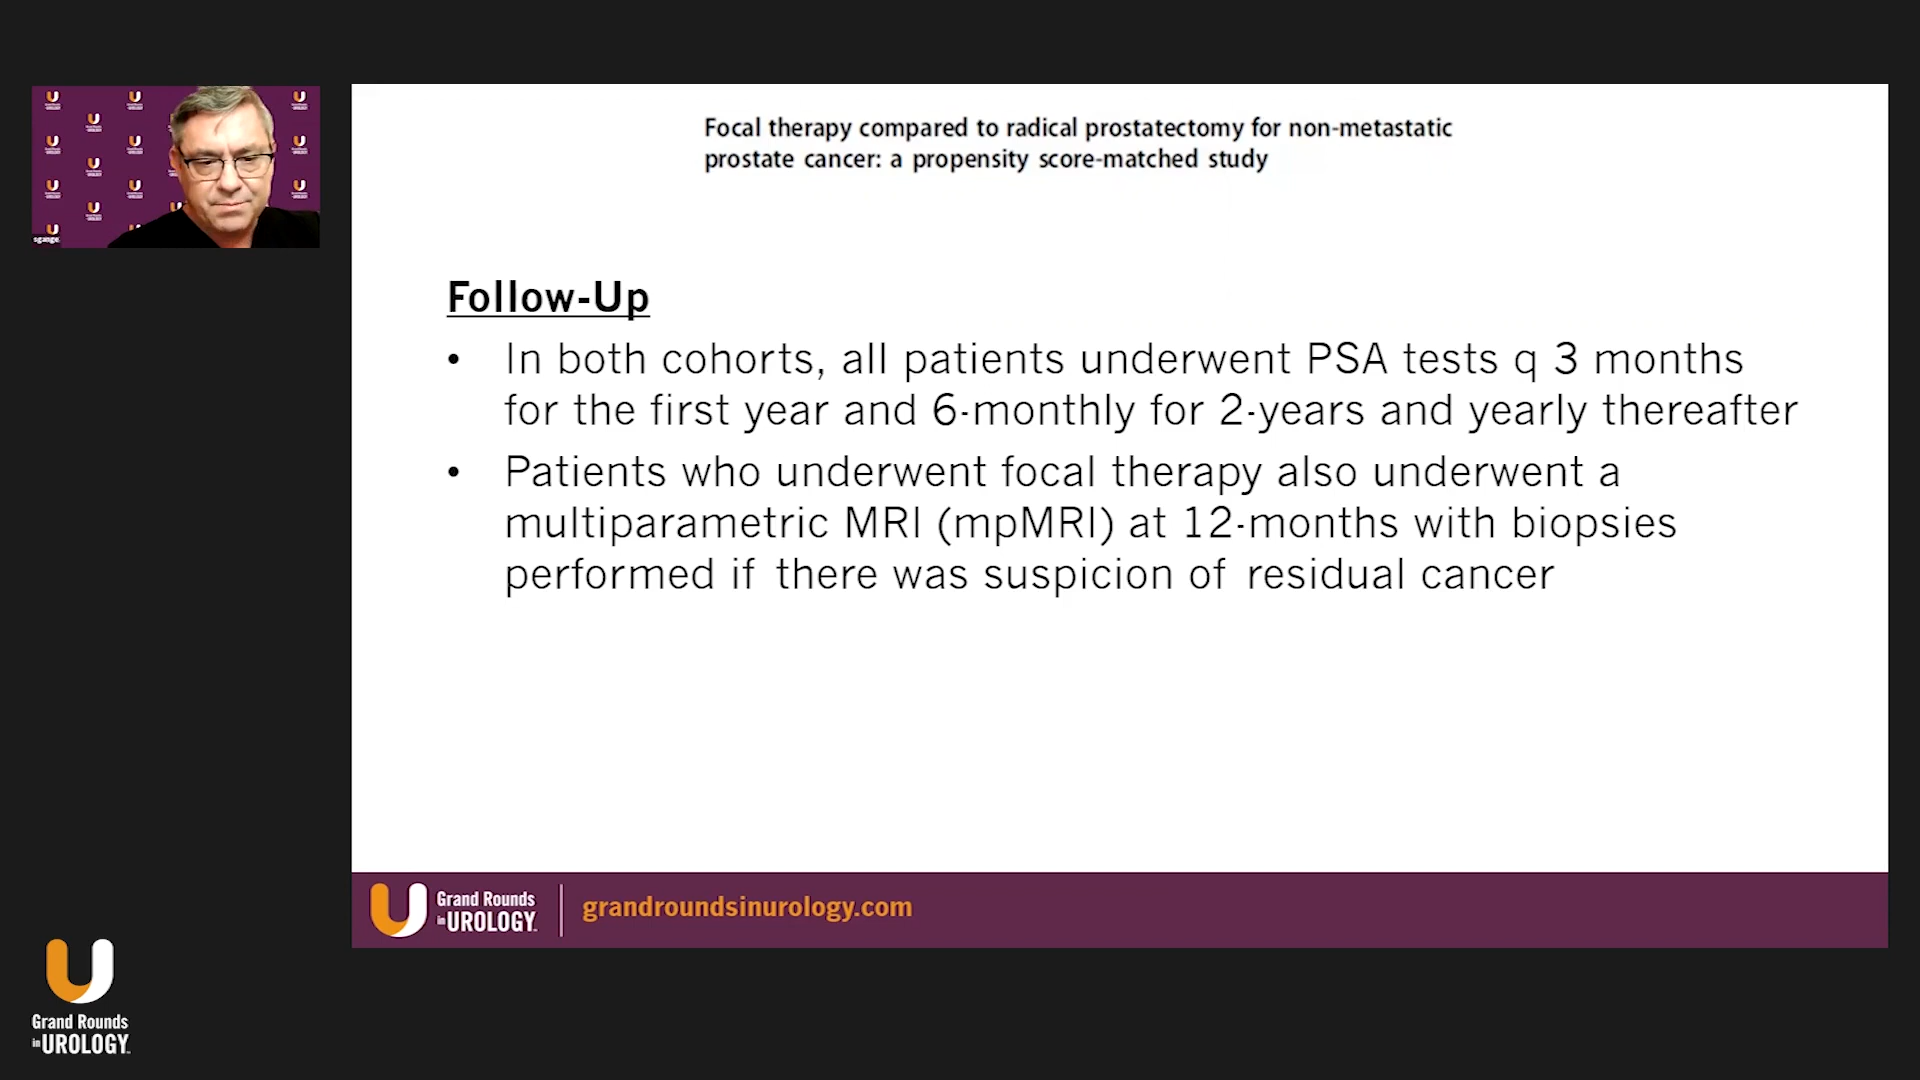 Focal therapy compared to radical prostatectomy for non-metastatic
prostate cancer: a propensity score-matched study
Follow-Up
• In both cohorts, all patients underwent PSA tests q 3 months
for the first year and 6-monthly for 2-years and yearly thereafter
• Patients who underwent focal therapy also underwent a
multiparametric MRI (mpMRI) at 12-months with biopsies
performed if there was suspicion of residual cancer
Grand Rounds
in UROLOGY
grandroundsinurology.com
sgange
Grand Rounds
in UROLOGY